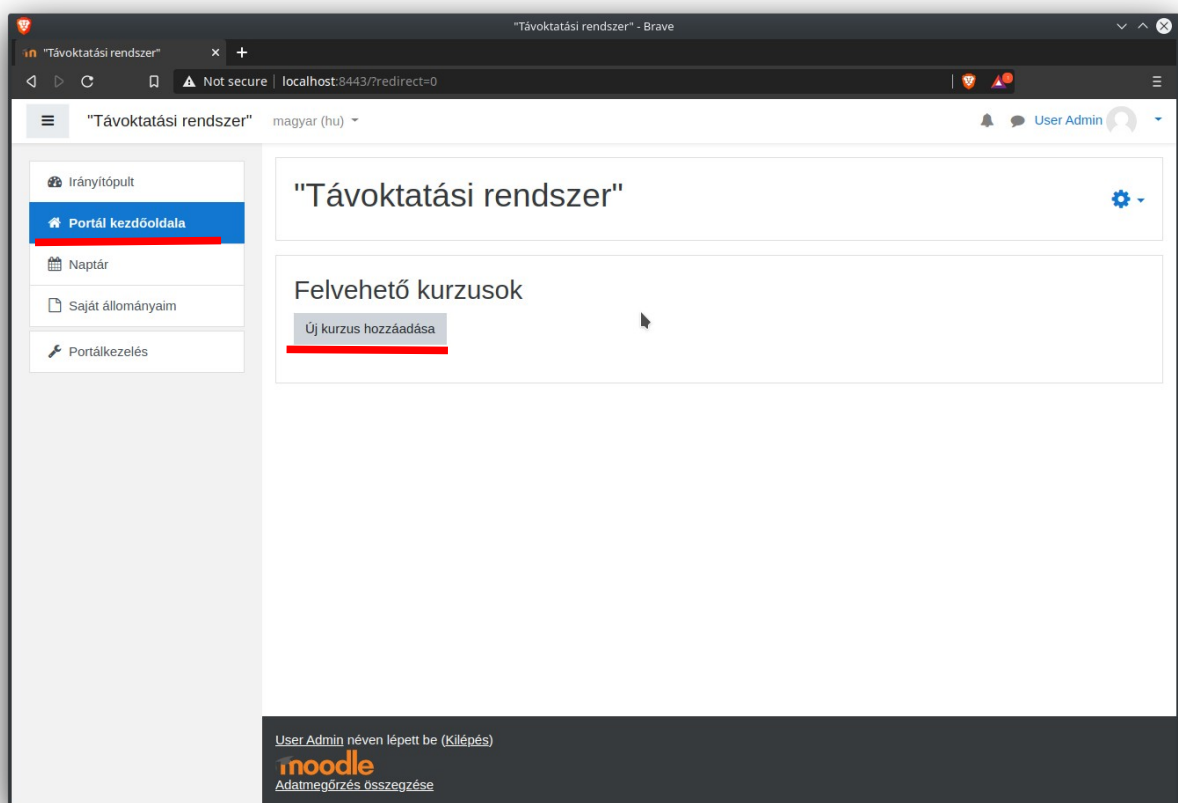 "Távoktatási rendszer" - Brave
"Távoktatási rendszer"
Not secure | localhost:8443/?redirect=0
"Távoktatási rendszer" magyar (hu) User Admin
Irányítópult
Portál kezdőoldala
Naptár
Saját állományaim
Portálkezelés
"Távoktatási rendszer"
Felvehető kurzusok
Új kurzus hozzáadása
User Admin néven lépett be (Kilépés)
moodle
Adatmegőrzés összegzése